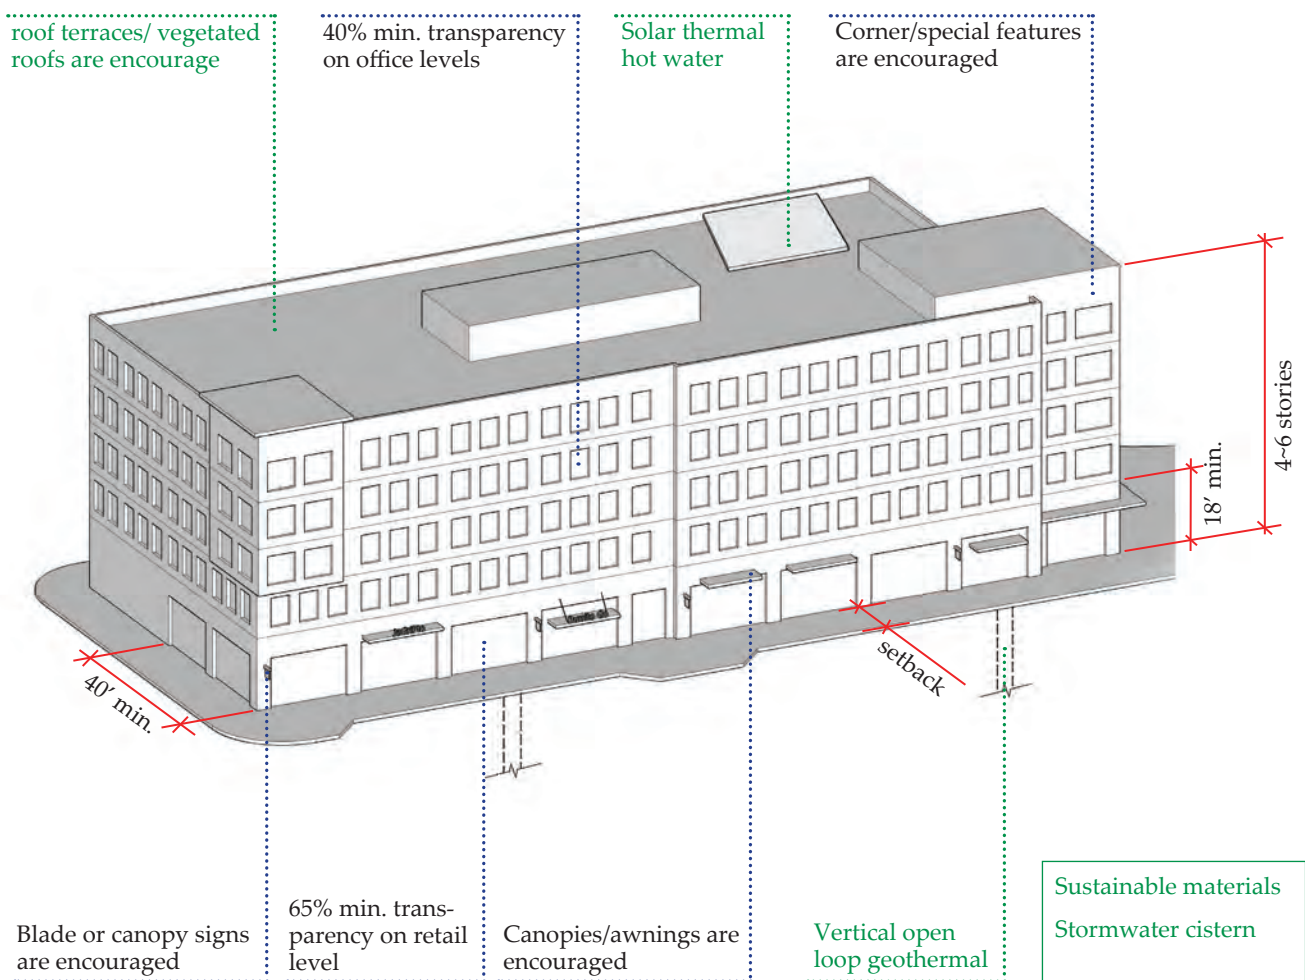 roof terraces/ vegetated
roofs are encourage
40% min. transparency
on office levels
Solar thermal
hot water
Corner/special features
are encouraged
4~6 stories
18' min.
setback
40' min.
Blade or canopy signs
are encouraged
65% min. trans-
parency on retail
level
Canopies/awnings are
encouraged
Vertical open
loop geothermal
Sustainable materials
Stormwater cistern